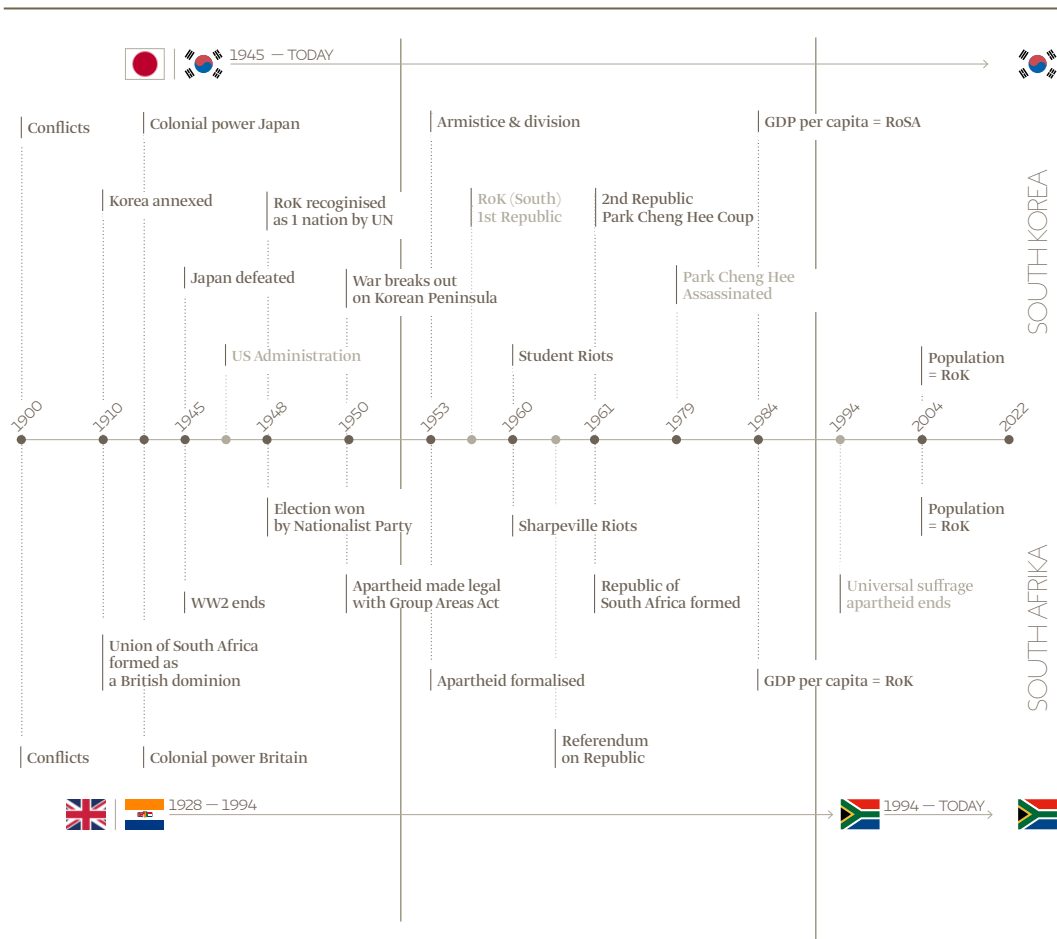 1945 — TODAY
Conflicts
Colonial power Japan
Armistice & division
GDP per capita = RoSA
Korea annexed
RoK recoginised
as 1 nation by UN
RoK (South)
1st Republic
2nd Republic
Park Cheng Hee Coup
Japan defeated
War breaks out
on Korean Peninsula
Park Cheng Hee
Assassinated
US Administration
Student Riots
Population
= RoK
SOUTH KOREA
1900
1910
1945
1948
1950
1953
1960
1961
1979
1984
1994
2004
2022
Election won
by Nationalist Party
Sharpeville Riots
Population
= RoK
WW2 ends
Apartheid made legal
with Group Areas Act
Republic of
South Africa formed
Universal suffrage
apartheid ends
Union of South Africa
formed as
a British dominion
Apartheid formalised
GDP per capita = RoK
Conflicts
Colonial power Britain
Referendum
on Republic
SOUTH AFRIKA
1928 — 1994
1994 — TODAY